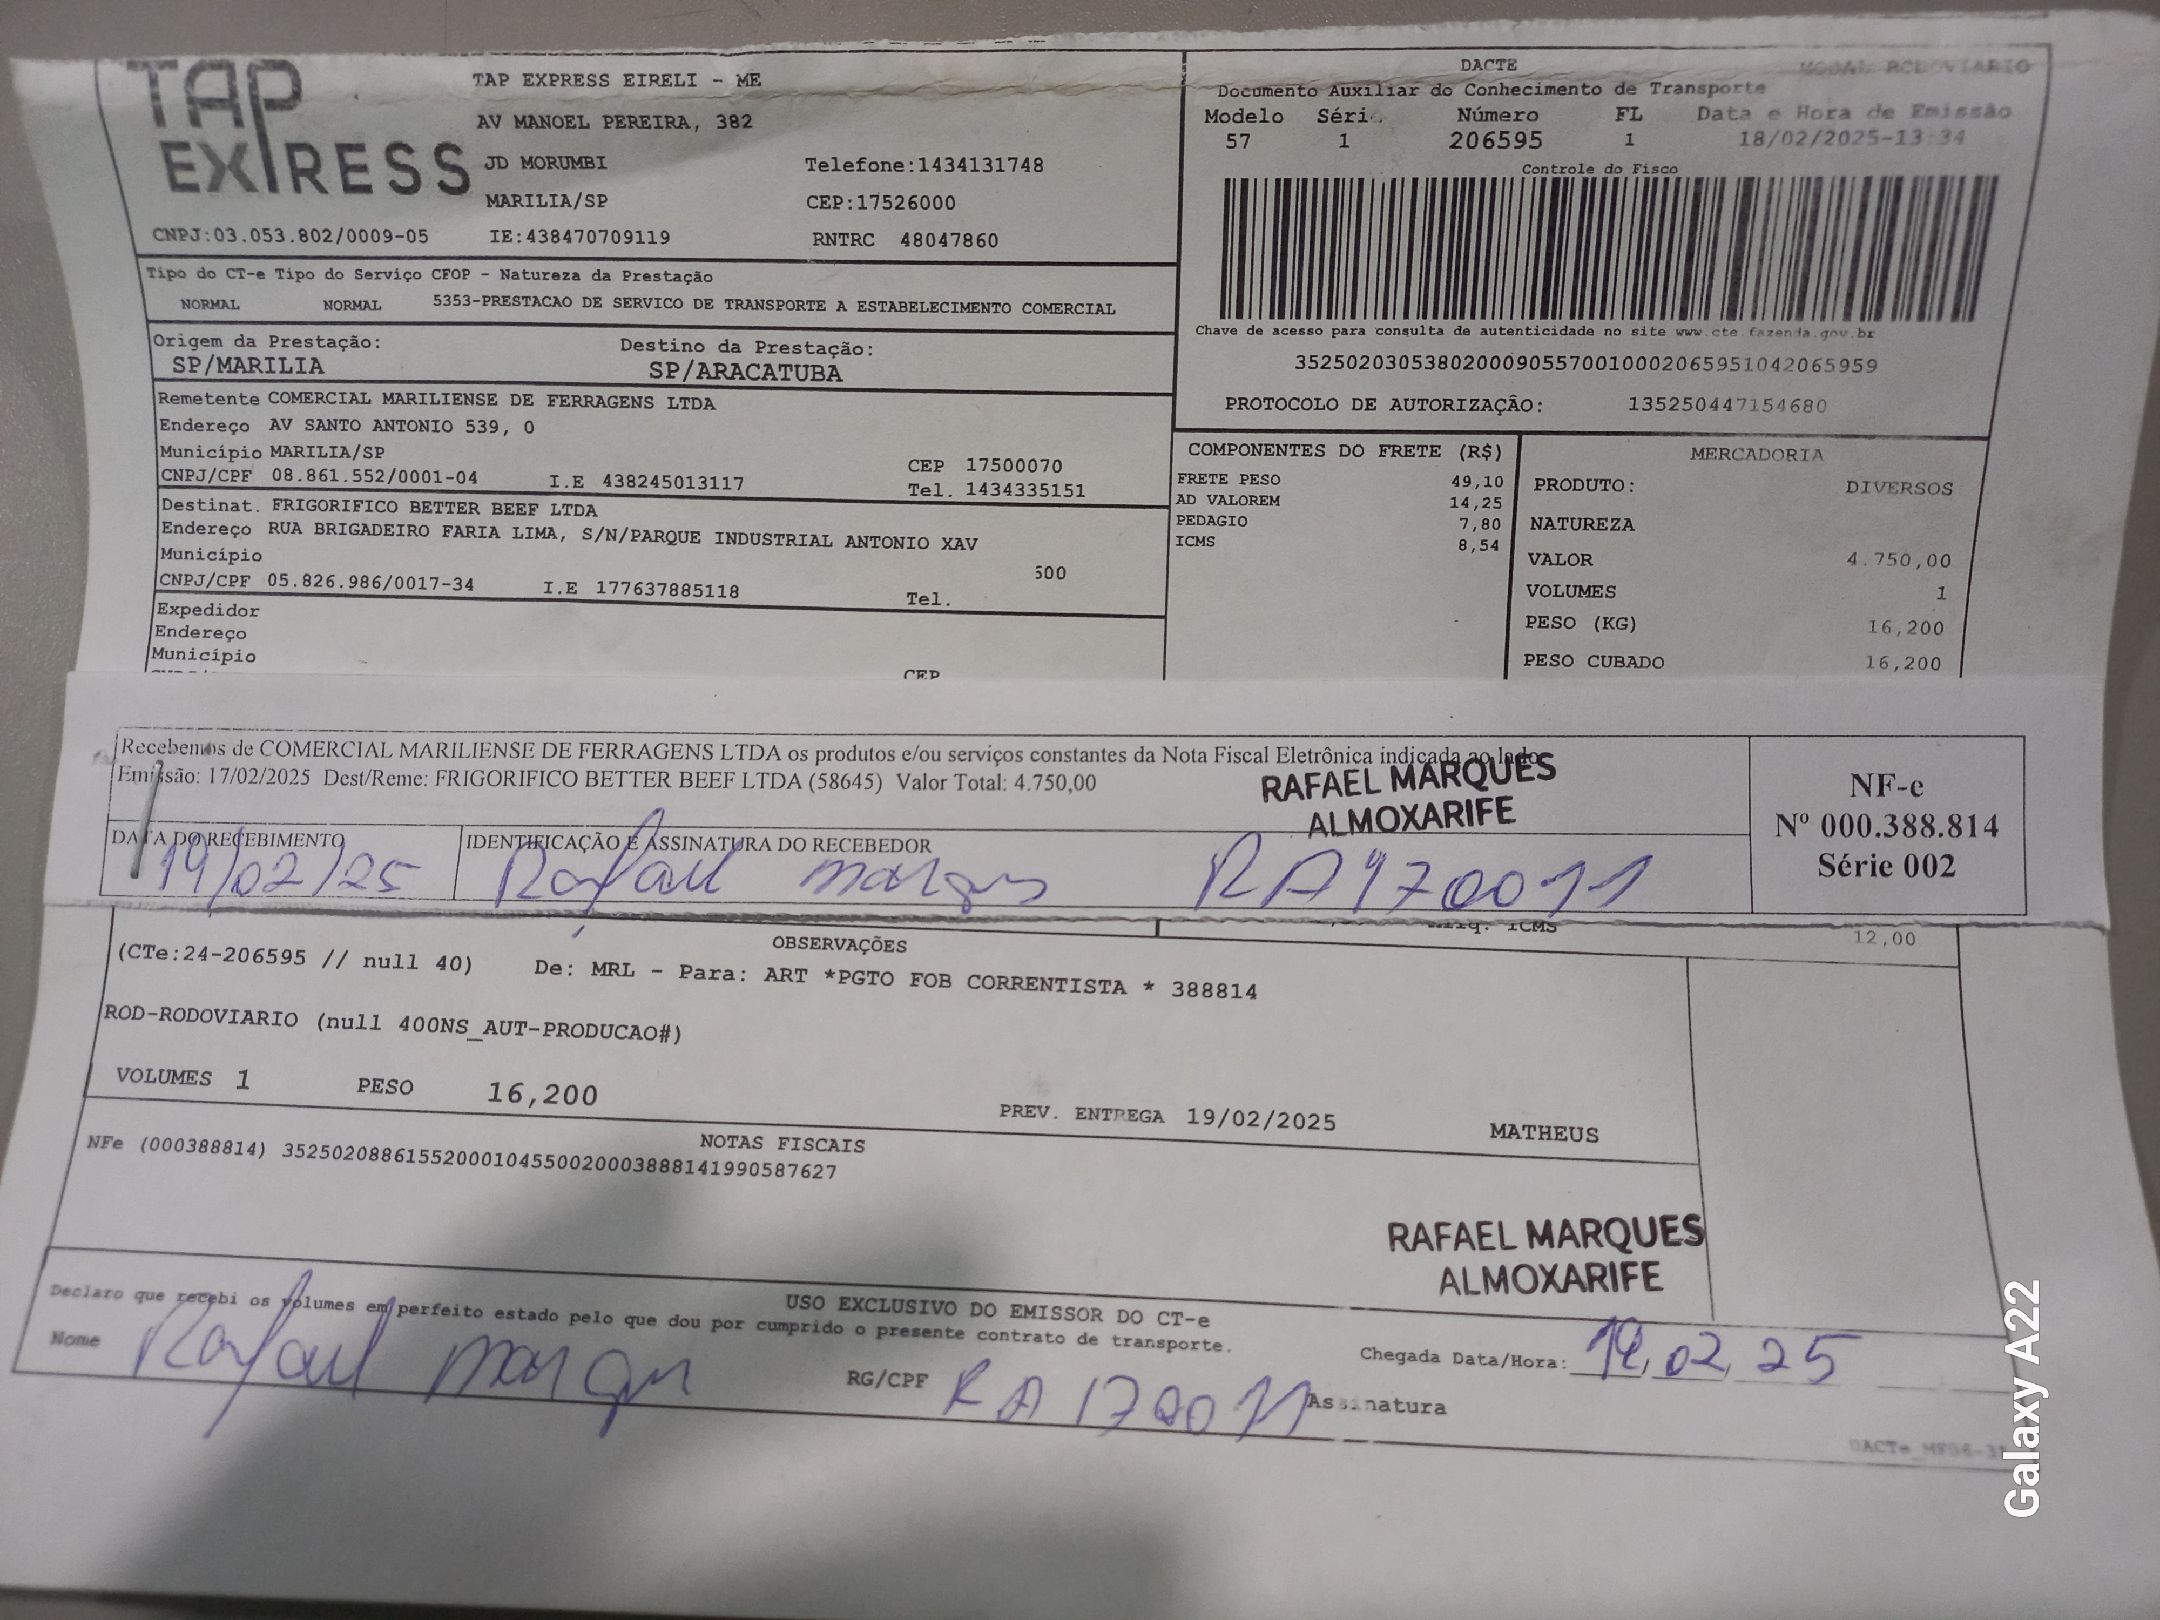 TAP EXPRESS
TAP EXPRESS EIRELI - ME
AV MANOEL PEREIRA, 382
JD MORUMBI Telefone:1434131748
MARILIA/SP CEP:17526000
CNPJ:03.053.802/0009-05 IE:438470709119 RNTRC 48047860
DACTE MODAL RODOVIARIO
Documento Auxiliar do Conhecimento de Transporte
Modelo Séri. Número FL Data e Hora de Emissão
57 1 206595 1 18/02/2025-13:34
Controle do Fisco
Chave de acesso para consulta de autenticidade no site www.cte.fazenda.gov.br
35250203053802000905570010002065951042065959
PROTOCOLO DE AUTORIZAÇÃO: 135250447154680
Tipo do CT-e Tipo do Serviço CFOP - Natureza da Prestação
NORMAL NORMAL 5353-PRESTACAO DE SERVICO DE TRANSPORTE A ESTABELECIMENTO COMERCIAL
Origem da Prestação: Destino da Prestação:
SP/MARILIA SP/ARACATUBA
Remetente COMERCIAL MARILIENSE DE FERRAGENS LTDA
Endereço AV SANTO ANTONIO 539, 0
Município MARILIA/SP CEP 17500070
CNPJ/CPF 08.861.552/0001-04 I.E 438245013117 Tel. 1434335151
Destinat. FRIGORIFICO BETTER BEEF LTDA
Endereço RUA BRIGADEIRO FARIA LIMA, S/N/PARQUE INDUSTRIAL ANTONIO XAV
Município 500
CNPJ/CPF 05.826.986/0017-34 I.E 177637885118 Tel.
Expedidor
Endereço
Município
CEP
COMPONENTES DO FRETE (R$)
FRETE PESO 49,10
AD VALOREM 14,25
PEDAGIO 7,80
ICMS 8,54
MERCADORIA
PRODUTO: DIVERSOS
NATUREZA
VALOR 4.750,00
VOLUMES 1
PESO (KG) 16,200
PESO CUBADO 16,200
Recebemos de COMERCIAL MARILIENSE DE FERRAGENS LTDA os produtos e/ou serviços constantes da Nota Fiscal Eletrônica indicada ao lado
Emissão: 17/02/2025 Dest/Reme: FRIGORIFICO BETTER BEEF LTDA (58645) Valor Total: 4.750,00
RAFAEL MARQUES
ALMOXARIFE
DATA DO RECEBIMENTO IDENTIFICAÇÃO E ASSINATURA DO RECEBEDOR
19/02/25 Rafael marques RA170011
NF-e
Nº 000.388.814
Série 002
ICMS
12,00
OBSERVAÇÕES
(CTe:24-206595 // null 40) De: MRL - Para: ART *PGTO FOB CORRENTISTA * 388814
ROD-RODOVIARIO (null 400NS_AUT-PRODUCAO#)
VOLUMES 1 PESO 16,200
PREV. ENTREGA 19/02/2025 MATHEUS
NOTAS FISCAIS
NFe (000388814) 35250208861552000104550020003888141990587627
RAFAEL MARQUES
ALMOXARIFE
USO EXCLUSIVO DO EMISSOR DO CT-e
Declaro que recebi os volumes em perfeito estado pelo que dou por cumprido o presente contrato de transporte.
Nome Rafael marques RG/CPF RA170011
Chegada Data/Hora: 19,02,25
Assinatura
Galaxy A22